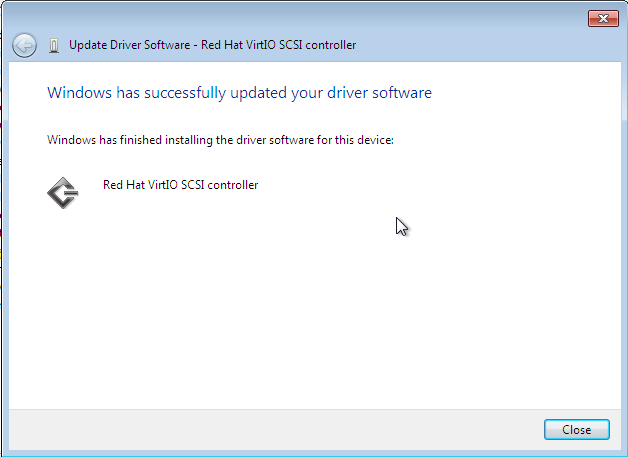 Update Driver Software - Red Hat VirtIO SCSI controller
Windows has successfully updated your driver software
Windows has finished installing the driver software for this device:
Red Hat VirtIO SCSI controller
Close